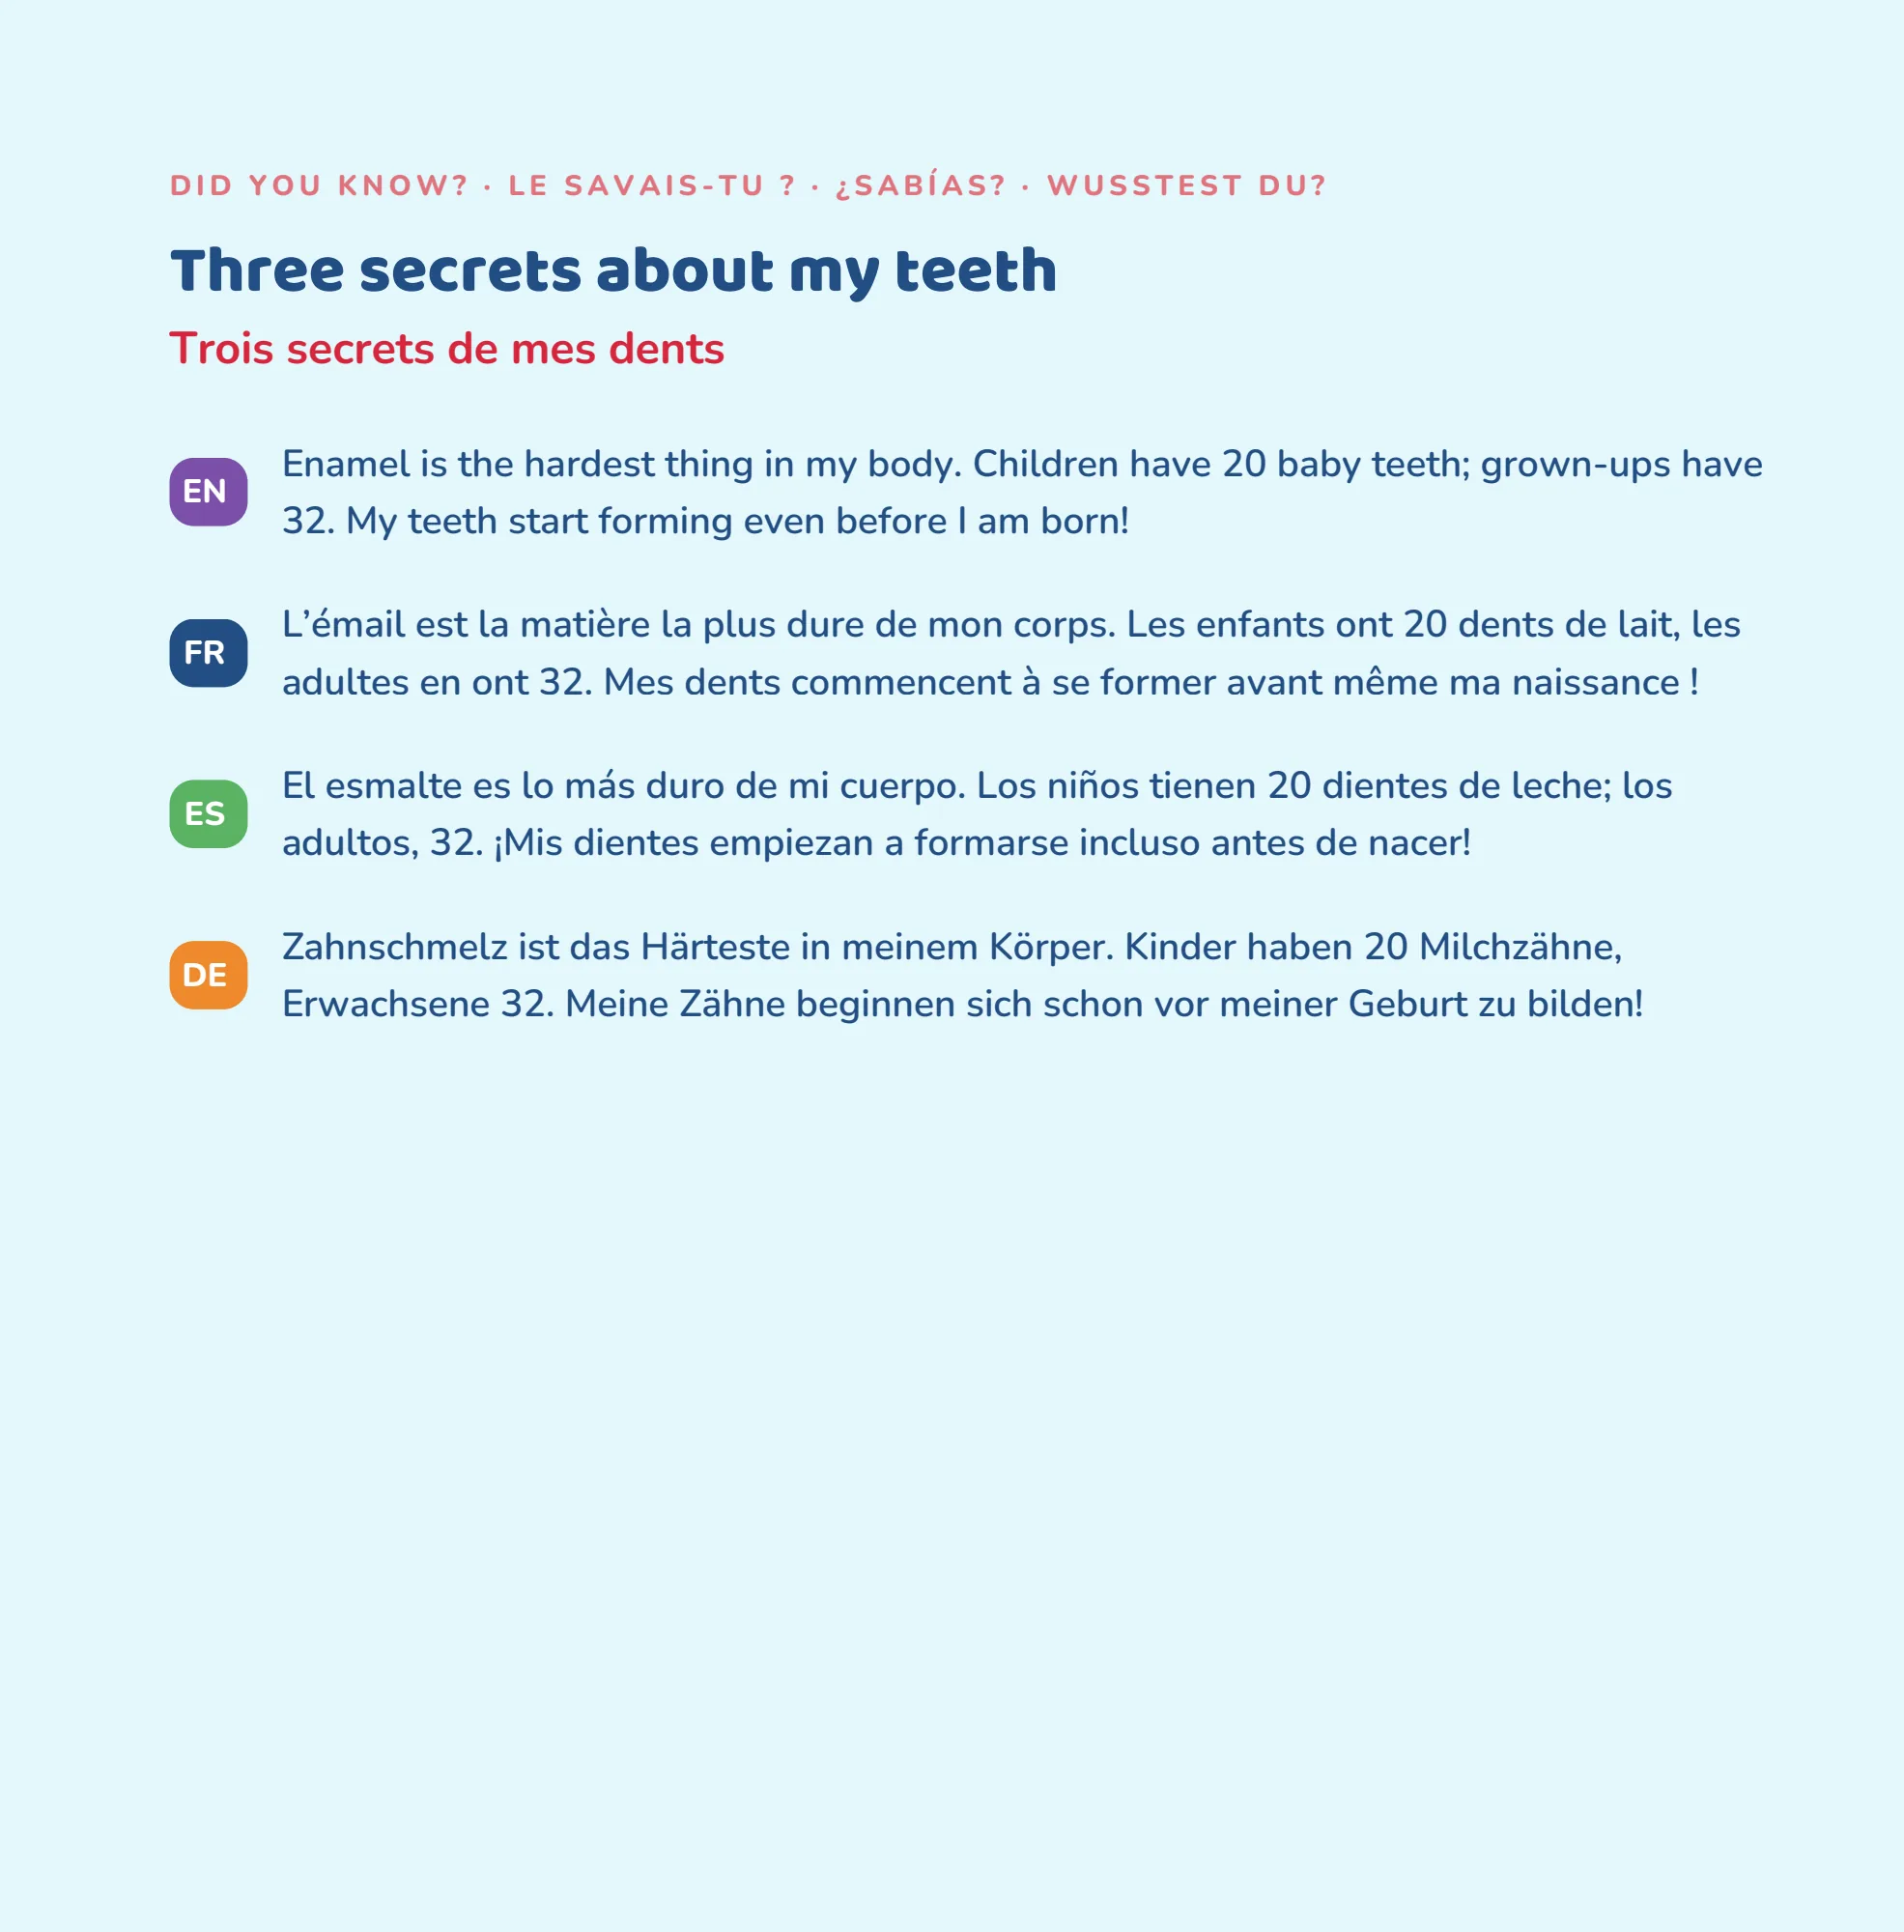 DID YOU KNOW? · LE SAVAIS-TU ? · ¿SABÍAS? · WUSSTEST DU?
Three secrets about my teeth
Trois secrets de mes dents
EN
Enamel is the hardest thing in my body. Children have 20 baby teeth; grown-ups have
32. My teeth start forming even before I am born!
FR
L’émail est la matière la plus dure de mon corps. Les enfants ont 20 dents de lait, les
adultes en ont 32. Mes dents commencent à se former avant même ma naissance !
ES
El esmalte es lo más duro de mi cuerpo. Los niños tienen 20 dientes de leche; los
adultos, 32. ¡Mis dientes empiezan a formarse incluso antes de nacer!
DE
Zahnschmelz ist das Härteste in meinem Körper. Kinder haben 20 Milchzähne,
Erwachsene 32. Meine Zähne beginnen sich schon vor meiner Geburt zu bilden!